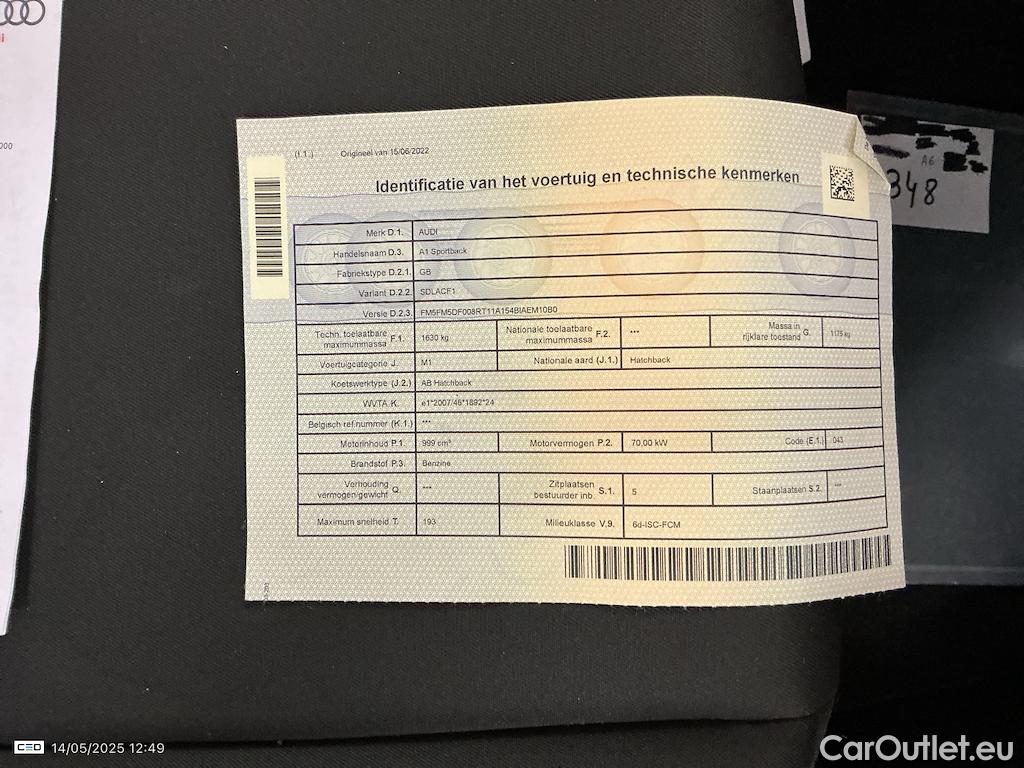 (I.1.) Origineel van 15/06/2022
Identificatie van het voertuig en technische kenmerken
Merk D.1. AUDI
Handelsnaam D.3. A1 Sportback
Fabriekstype D.2.1. GB
Variant D.2.2. SDLACF1
Versie D.2.3. FM5FM5DF008RT11A154BIAEM10B0
Techn. toelaatbare maximummassa F.1. 1630 kg Nationale toelaatbare maximummassa F.2. *** Massa in rijklare toestand G. 1175 kg
Voertuigcategorie J. M1 Nationale aard (J.1.) Hatchback
Koetswerktype (J.2.) AB Hatchback
WVTA K. e1*2007/46*1892*24
Belgisch ref.nummer (K.1.) ***
Motorinhoud P.1. 999 cm³ Motorvermogen P.2. 70,00 kW Code (E.1.) 043
Brandstof P.3. Benzine
Verhouding vermogen/gewicht Q. *** Zitplaatsen bestuurder inb. S.1. 5 Staanplaatsen S.2. ***
Maximum snelheid T. 193 Milieuklasse V.9. 6d-ISC-FCM
A6
348
000
CEO 14/05/2025 12:49
CarOutlet.eu